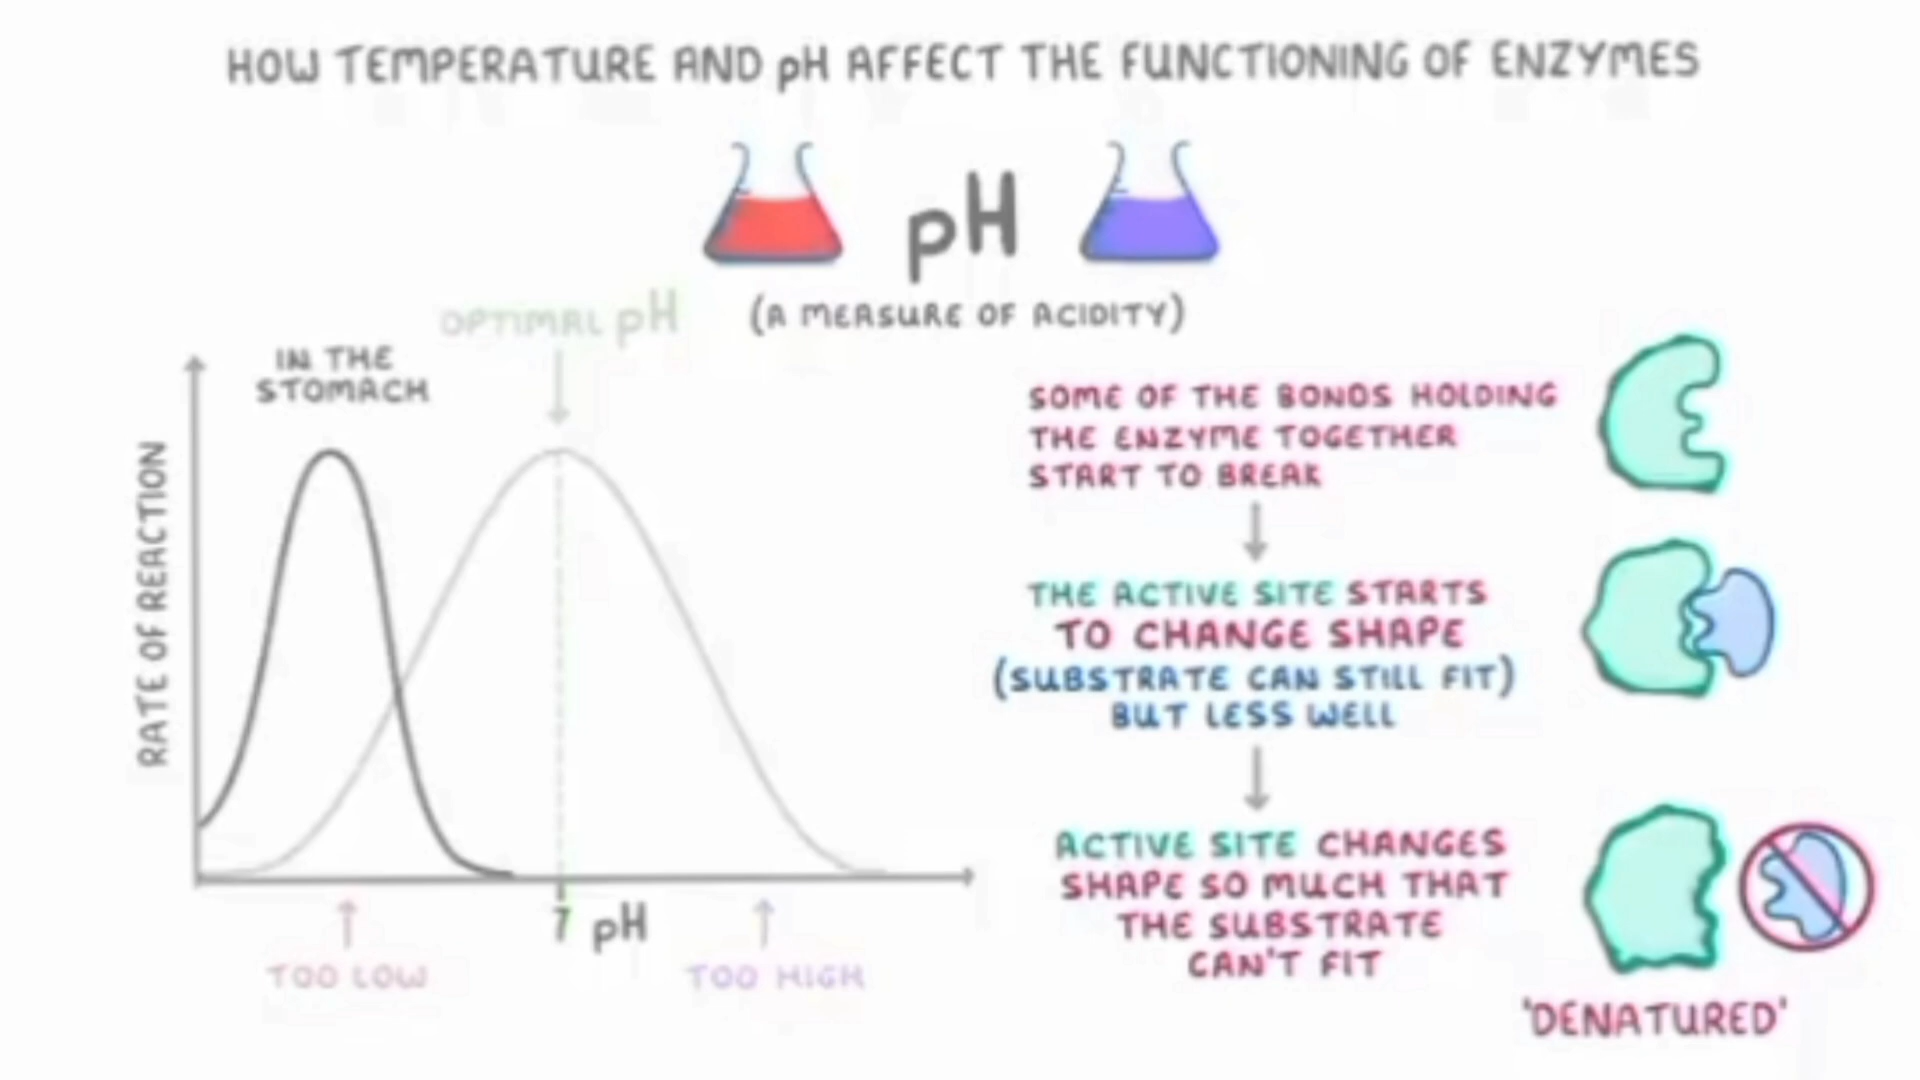 HOW TEMPERATURE AND pH AFFECT THE FUNCTIONING OF ENZYMES
pH
(A MEASURE OF ACIDITY)
OPTIMAL pH
IN THE
STOMACH
RATE OF REACTION
7 pH
TOO LOW
TOO HIGH
SOME OF THE BONDS HOLDING
THE ENZYME TOGETHER
START TO BREAK
THE ACTIVE SITE STARTS
TO CHANGE SHAPE
(SUBSTRATE CAN STILL FIT)
BUT LESS WELL
ACTIVE SITE CHANGES
SHAPE SO MUCH THAT
THE SUBSTRATE
CAN'T FIT
'DENATURED'